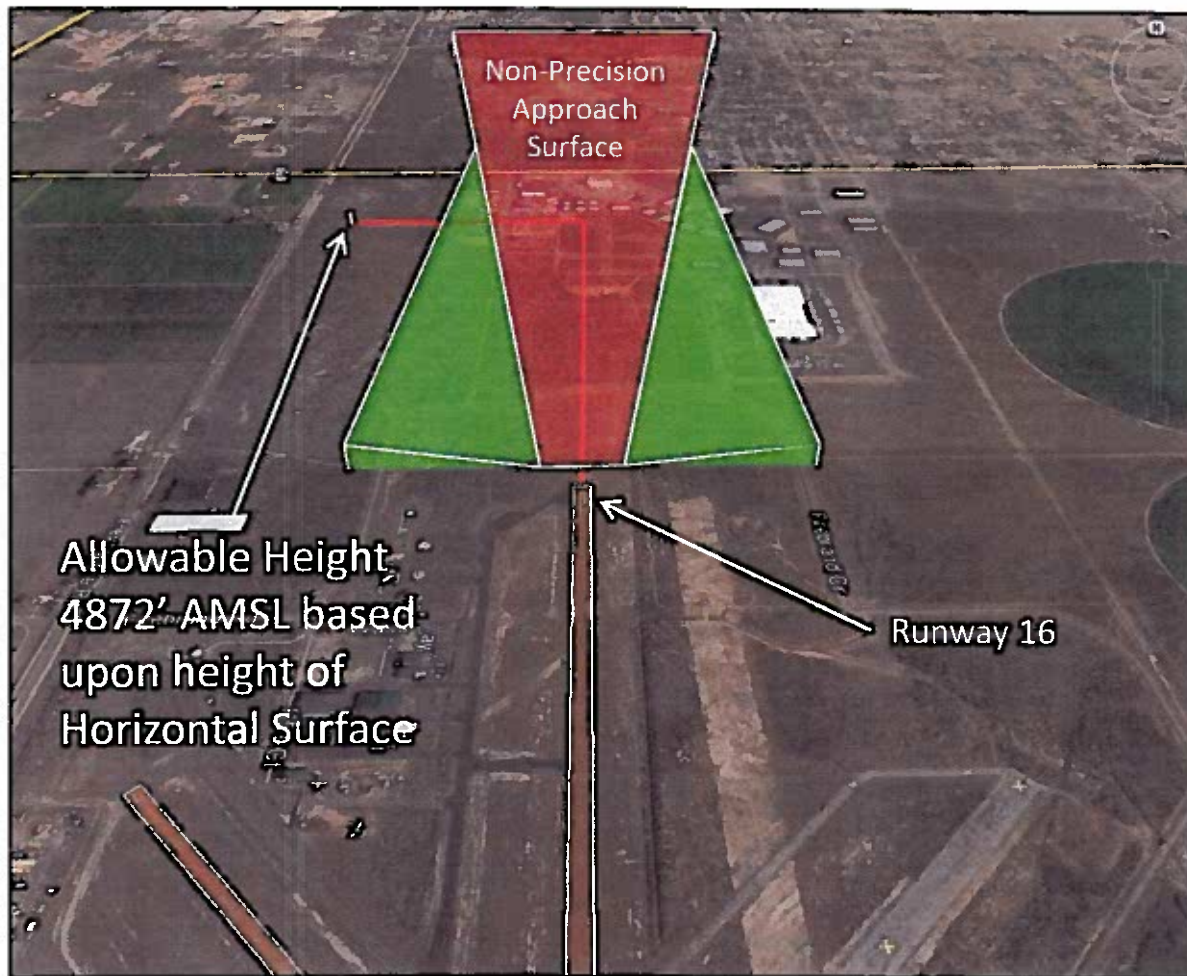 Non-Precision
Approach
Surface
Allowable Height
4872' AMSL based
upon height of
Horizontal Surface
Runway 16